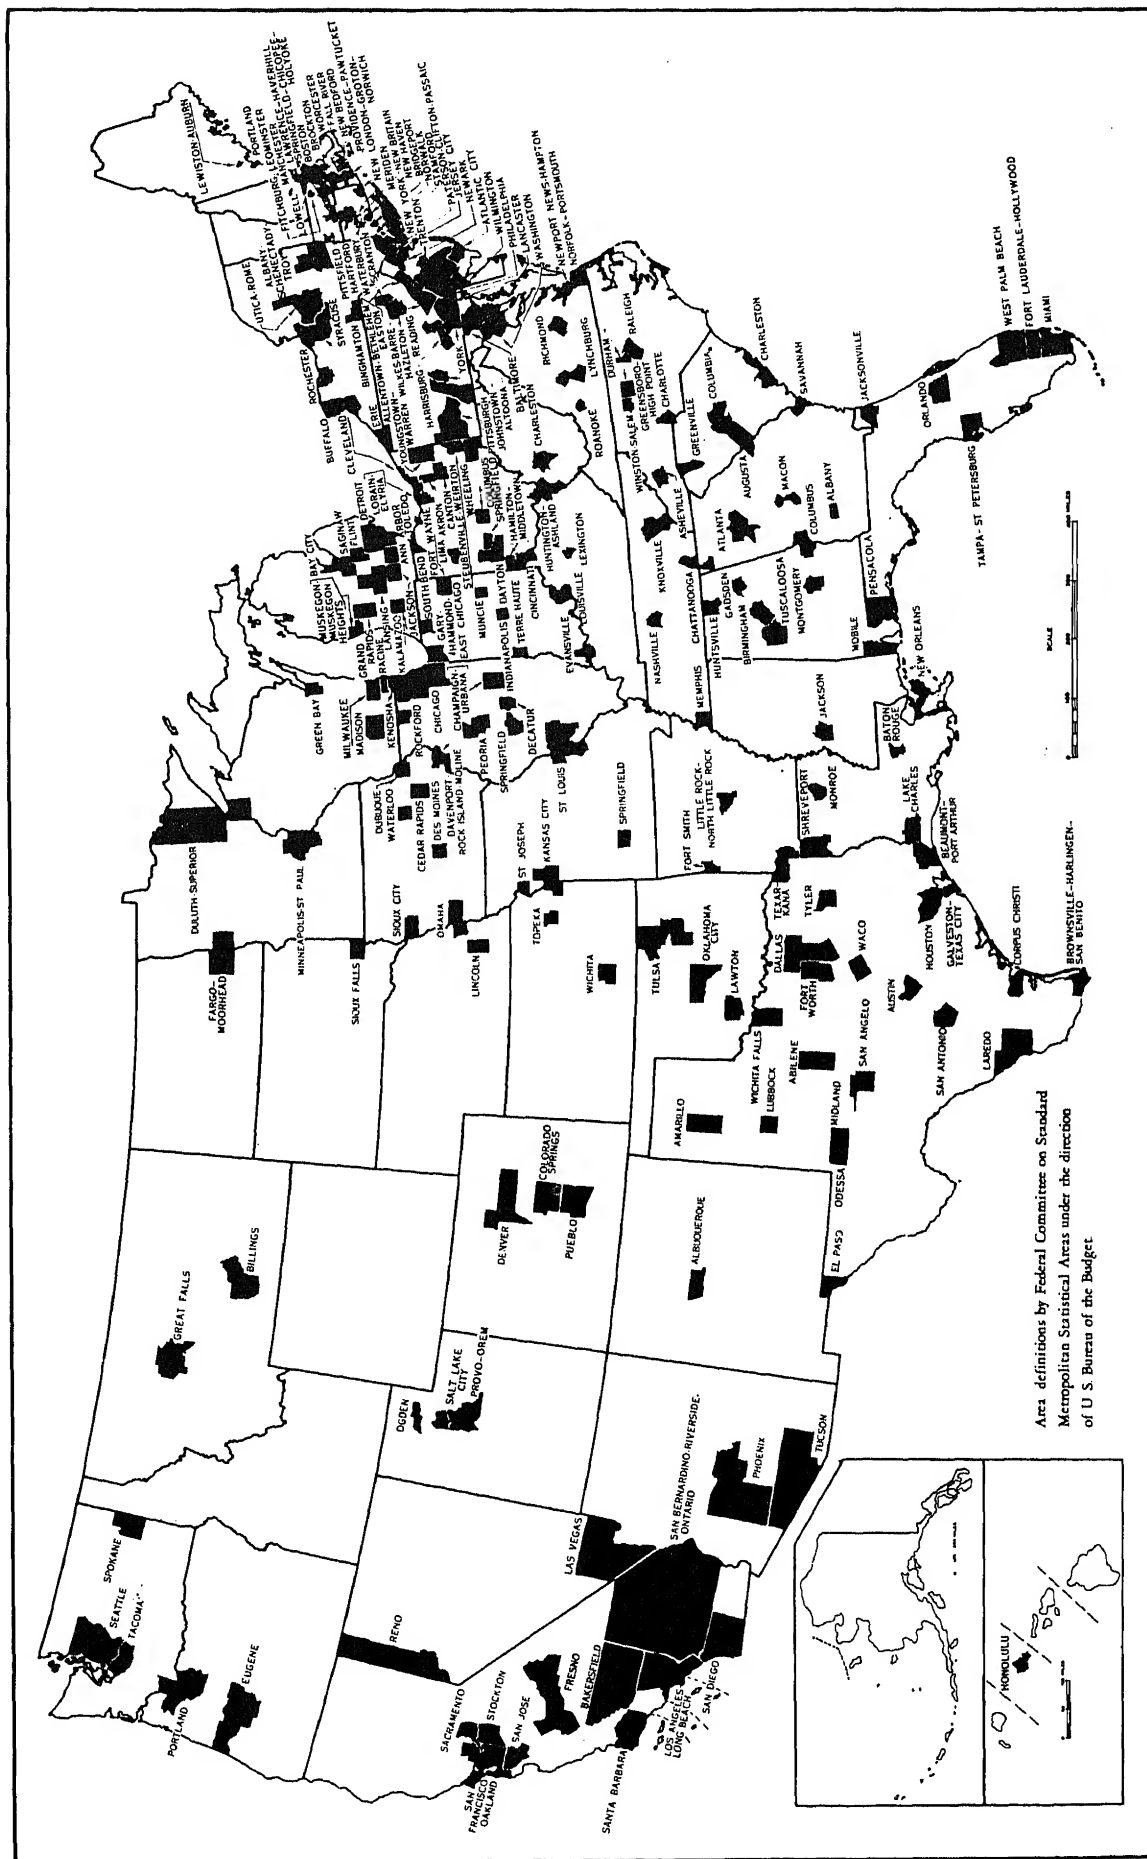 SPOKANE
SEATTLE
TACOMA
PORTLAND
EUGENE
GREAT FALLS
BILLINGS
RENO
SACRAMENTO
STOCKTON
SAN
FRANCISCO
OAKLAND
SAN JOSE
FRESNO
BAKERSFIELD
SANTA BARBARA
LOS ANGELES
LONG BEACH
SAN DIEGO
SAN BERNARDINO-RIVERSIDE-
ONTARIO
LAS VEGAS
OGDEN
SALT LAKE
CITY
PROVO-OREM
PHOENIX
TUCSON
DENVER
COLORADO
SPRINGS
PUEBLO
ALBUQUERQUE
EL PASO
FARGO-
MOORHEAD
DULUTH-SUPERIOR
MINNEAPOLIS-ST PAUL
SIOUX FALLS
SIOUX CITY
OMAHA
LINCOLN
DUBUQUE
WATERLOO
CEDAR RAPIDS
DES MOINES
DAVENPORT
ROCK ISLAND-MOLINE
ST JOSEPH
KANSAS CITY
TOPEKA
WICHITA
ST LOUIS
SPRINGFIELD
TULSA
OKLAHOMA
CITY
LAWTON
FORT SMITH
LITTLE ROCK-
NORTH LITTLE ROCK
AMARILLO
LUBBOCK
WICHITA FALLS
ABILENE
MIDLAND
ODESSA
SAN ANGELO
DALLAS
FORT
WORTH
TEXAR-
KANA
TYLER
WACO
AUSTIN
SAN ANTONIO
LAREDO
HOUSTON
GALVESTON-
TEXAS CITY
CORPUS CHRISTI
BROWNSVILLE-HARLINGEN-
SAN BENITO
BEAUMONT-
PORT ARTHUR
SHREVEPORT
MONROE
LAKE
CHARLES
BATON
ROUGE
NEW ORLEANS
JACKSON
MEMPHIS
GREEN BAY
MILWAUKEE
MADISON
RACINE
KENOSHA
ROCKFORD
CHICAGO
CHAMPAIGN-
URBANA
PEORIA
SPRINGFIELD
DECATUR
MUSKEGON
MUSKEGON
HEIGHTS
GRAND
RAPIDS
LANSING
KALAMAZOO
JACKSON
BAY CITY
SAGINAW
FLINT
DETROIT
ANN ARBOR
TOLEDO
LORAIN
ELYRIA
CLEVELAND
SOUTH BEND
FORT WAYNE
GARY
HAMMOND-
EAST CHICAGO
MUNCIE
INDIANAPOLIS
TERRE HAUTE
EVANSVILLE
LOUISVILLE
LEXINGTON
LIMA
AKRON
CANTON
STEUBENVILLE-WEIRTON
WHEELING
COLUMBUS
SPRINGFIELD
DAYTON
HAMILTON-
MIDDLETOWN
CINCINNATI
HUNTINGTON-
ASHLAND
CHARLESTON
PITTSBURGH
JOHNSTOWN
ALTOONA
BALTIMORE
YOUNGSTOWN-
WARREN
ERIE
BUFFALO
ROCHESTER
SYRACUSE
BINGHAMTON
UTICA-ROME
ALBANY
SCHENECTADY
TROY
ALLENTOWN-BETHLEHEM
EASTON
WILKES-BARRE-
HAZLETON
SCRANTON
HARRISBURG
READING
YORK
PITTSFIELD
HARTFORD
WATERBURY
LEWISTON-AUBURN
PORTLAND
FITCHBURG, LEOMINSTER
MANCHESTER
LOWELL
LAWRENCE-HAVERHILL
SPRINGFIELD-CHICOPEE-
HOLYOKE
BOSTON
BROCKTON
WORCESTER
FALL RIVER
NEW BEDFORD
PROVIDENCE-PAWTUCKET
NEW LONDON-GROTON-
NORWICH
MERIDEN
NEW BRITAIN
NEW HAVEN
BRIDGEPORT
NORWALK
STAMFORD
NEW YORK
PATERSON-CLIFTON-PASSAIC
JERSEY CITY
NEWARK
TRENTON
ATLANTIC CITY
WILMINGTON
PHILADELPHIA
LANCASTER
WASHINGTON
NEWPORT NEWS-HAMPTON
NORFOLK-PORTSMOUTH
RICHMOND
LYNCHBURG
ROANOKE
DURHAM
RALEIGH
WINSTON SALEM
GREENSBORO-
HIGH POINT
CHARLOTTE
ASHEVILLE
GREENVILLE
COLUMBIA
CHARLESTON
SAVANNAH
AUGUSTA
ATLANTA
MACON
COLUMBUS
ALBANY
NASHVILLE
KNOXVILLE
CHATTANOOGA
HUNTSVILLE
GADSDEN
BIRMINGHAM
TUSCALOOSA
MONTGOMERY
MOBILE
PENSACOLA
JACKSONVILLE
ORLANDO
TAMPA-ST PETERSBURG
WEST PALM BEACH
FORT LAUDERDALE-HOLLYWOOD
MIAMI
SCALE
HONOLULU
Area definitions by Federal Committee on Standard
Metropolitan Statistical Areas under the direction
of U S. Bureau of the Budget